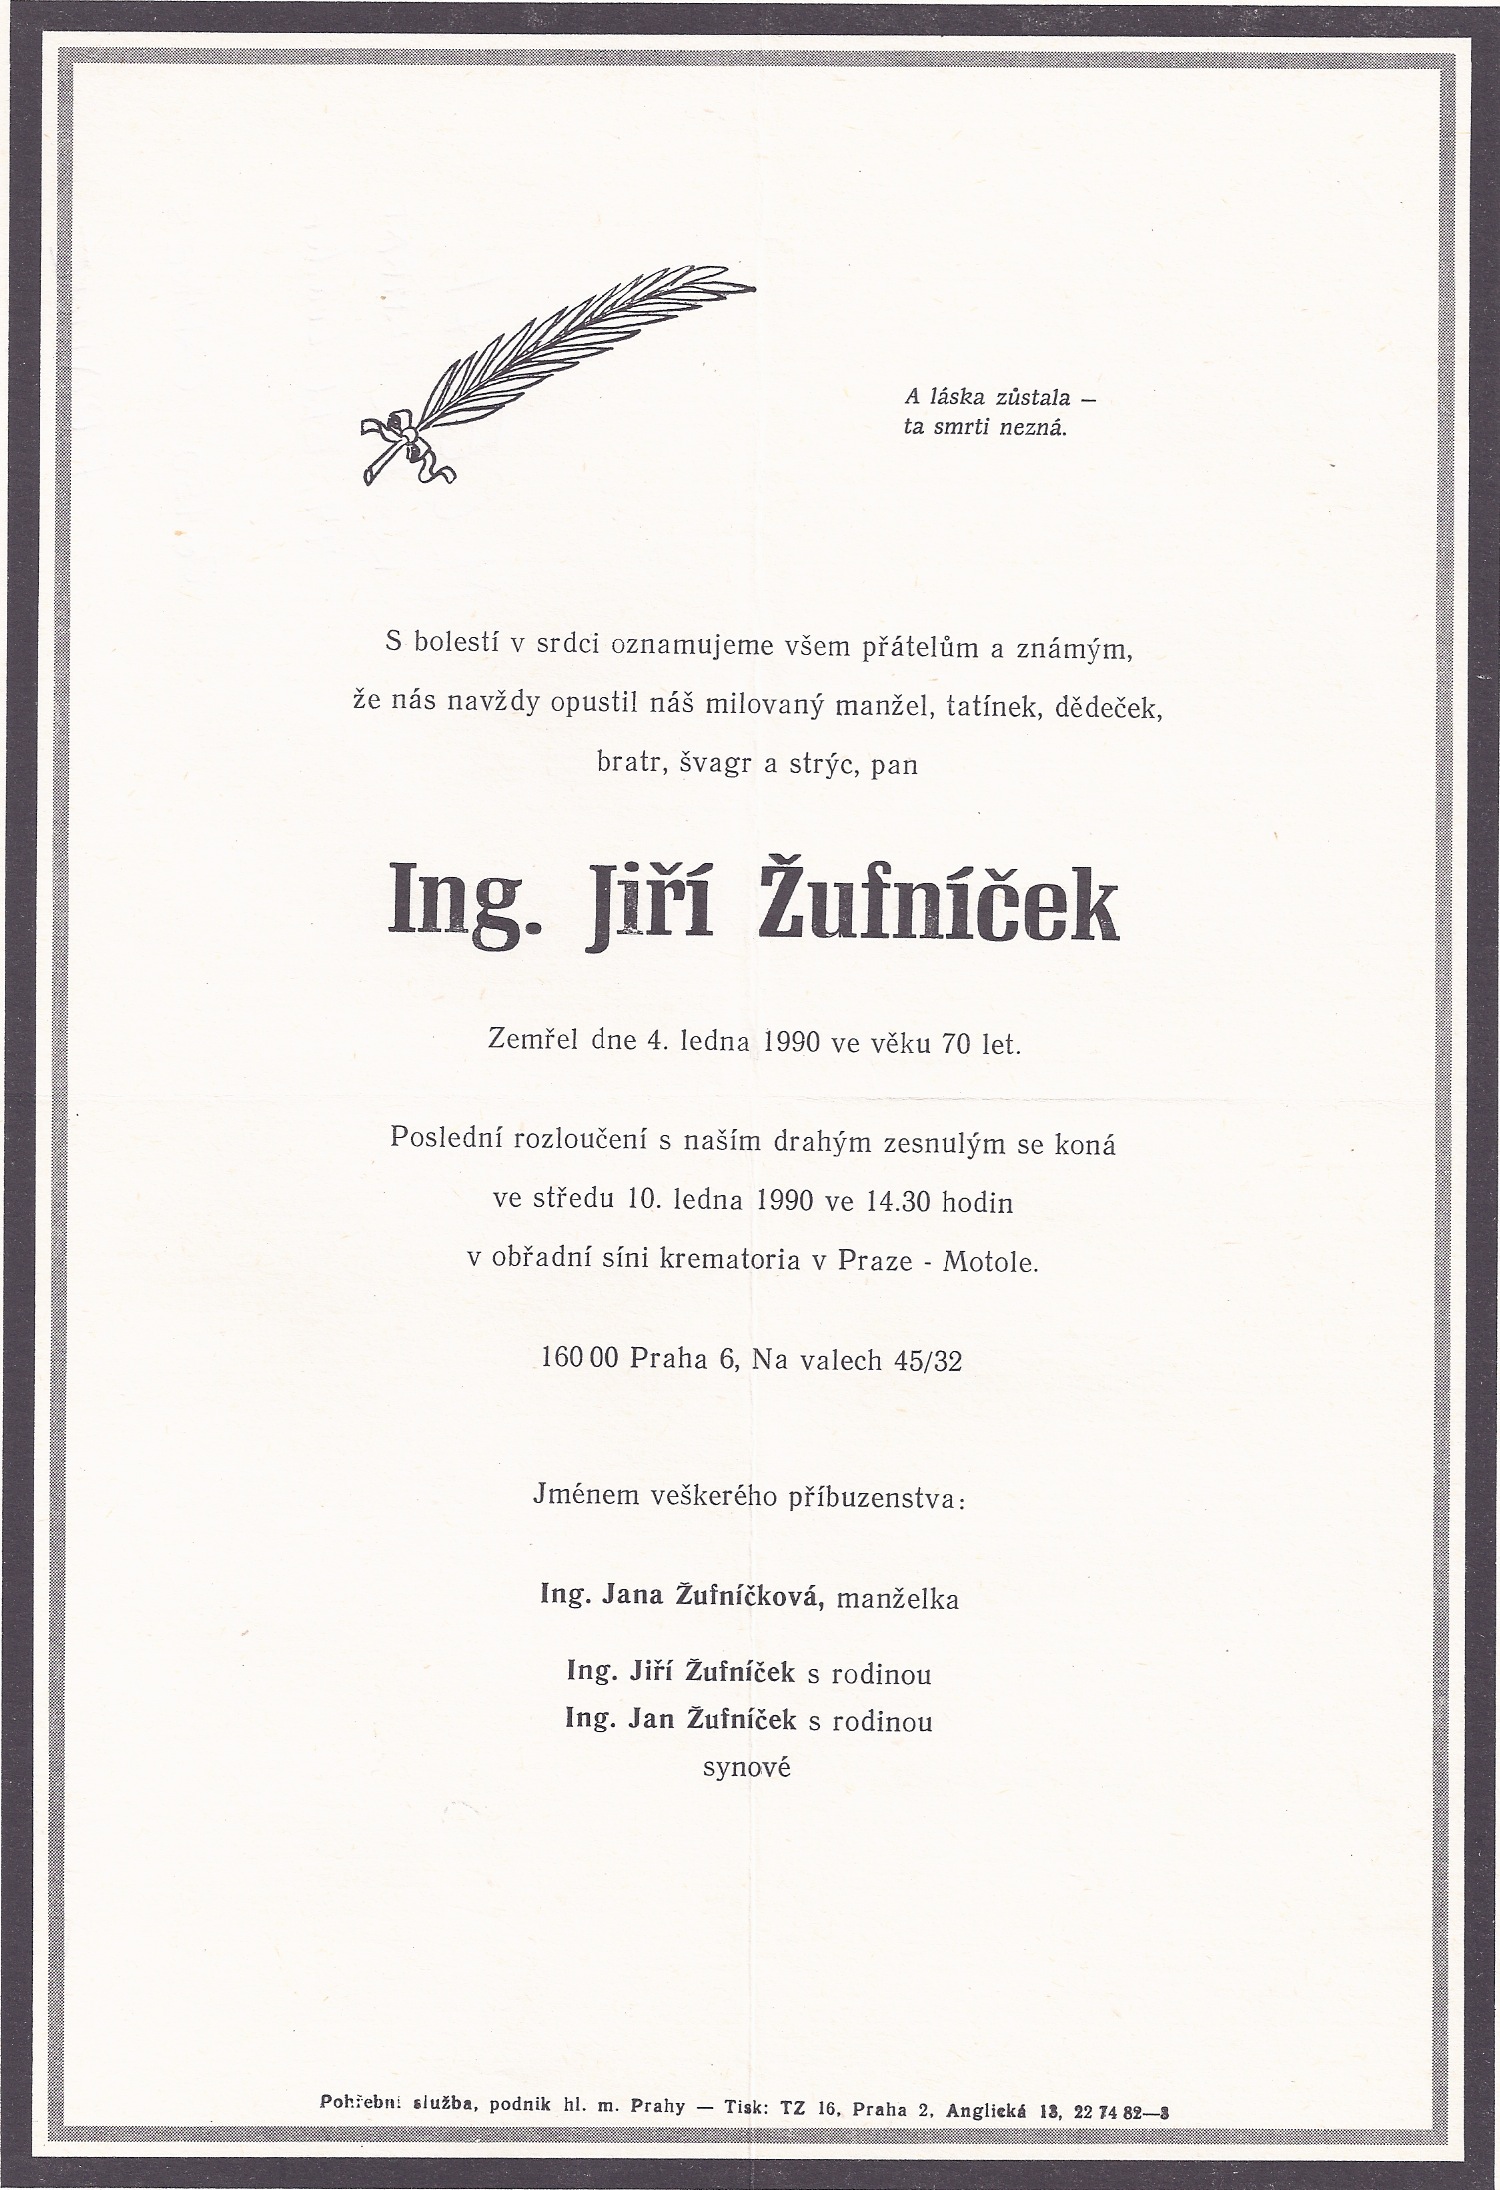 A láska zůstala —
ta smrti nezná.
S bolestí v srdci oznamujeme všem přátelům a známým,
že nás navždy opustil náš milovaný manžel, tatínek, dědeček,
bratr, švagr a strýc, pan
Ing. Jiří Žufníček
Zemřel dne 4. ledna 1990 ve věku 70 let.
Poslední rozloučení s naším drahým zesnulým se koná
ve středu 10. ledna 1990 ve 14.30 hodin
v obřadní síni krematoria v Praze - Motole.
160 00 Praha 6, Na valech 45/32
Jménem veškerého příbuzenstva:
Ing. Jana Žufníčková, manželka
Ing. Jiří Žufníček s rodinou
Ing. Jan Žufníček s rodinou
synové
Pohřební služba, podnik hl. m. Prahy — Tisk: TZ 16, Praha 2, Anglická 13, 22 74 82—3